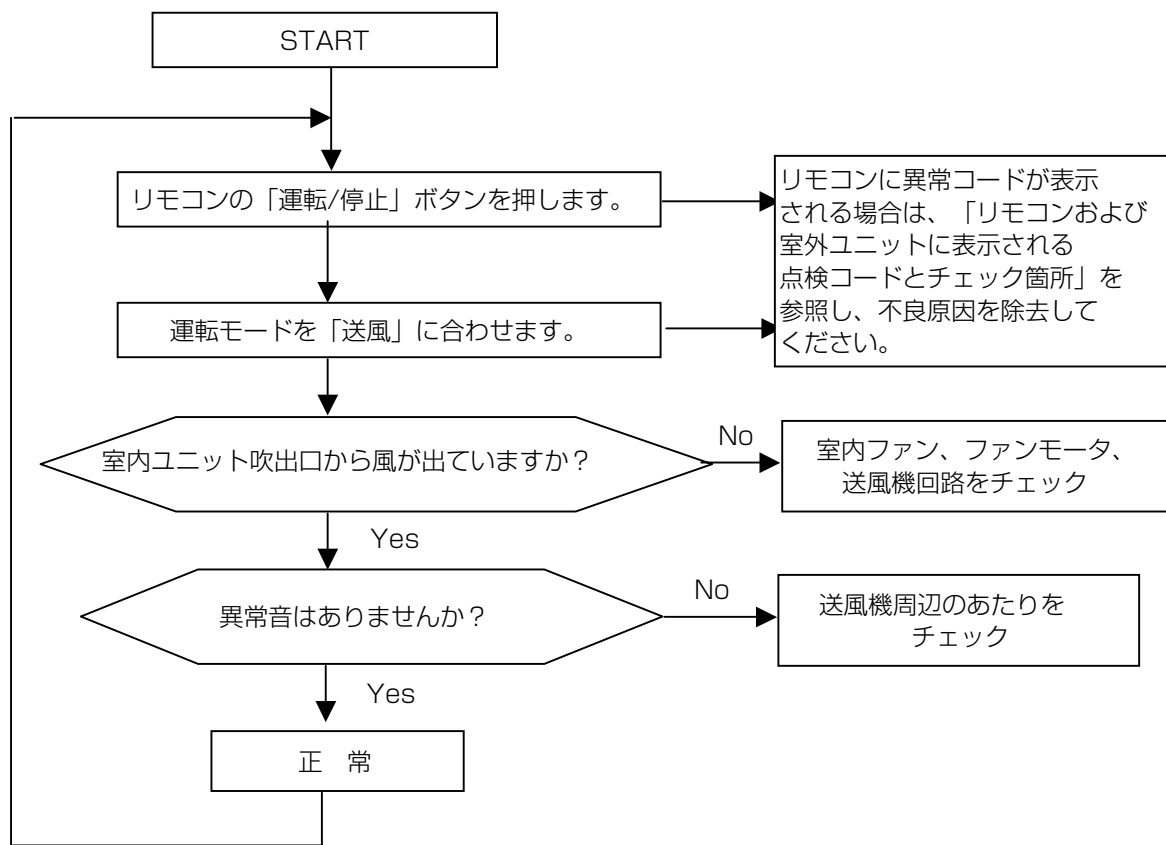 START
リモコンの「運転/停止」ボタンを押します。
リモコンに異常コードが表示
される場合は、「リモコンおよび
室外ユニットに表示される
点検コードとチェック箇所」を
参照し、不良原因を除去して
ください。
運転モードを「送風」に合わせます。
室内ユニット吹出口から風が出ていますか？
No
室内ファン、ファンモータ、
送風機回路をチェック
Yes
異常音はありませんか？
No
送風機周辺のあたりを
チェック
Yes
正　常